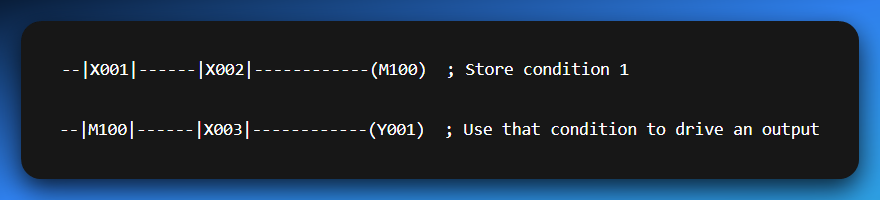 --|X001|------|X002|------------(M100)  ; Store condition 1
--|M100|------|X003|------------(Y001)  ; Use that condition to drive an output